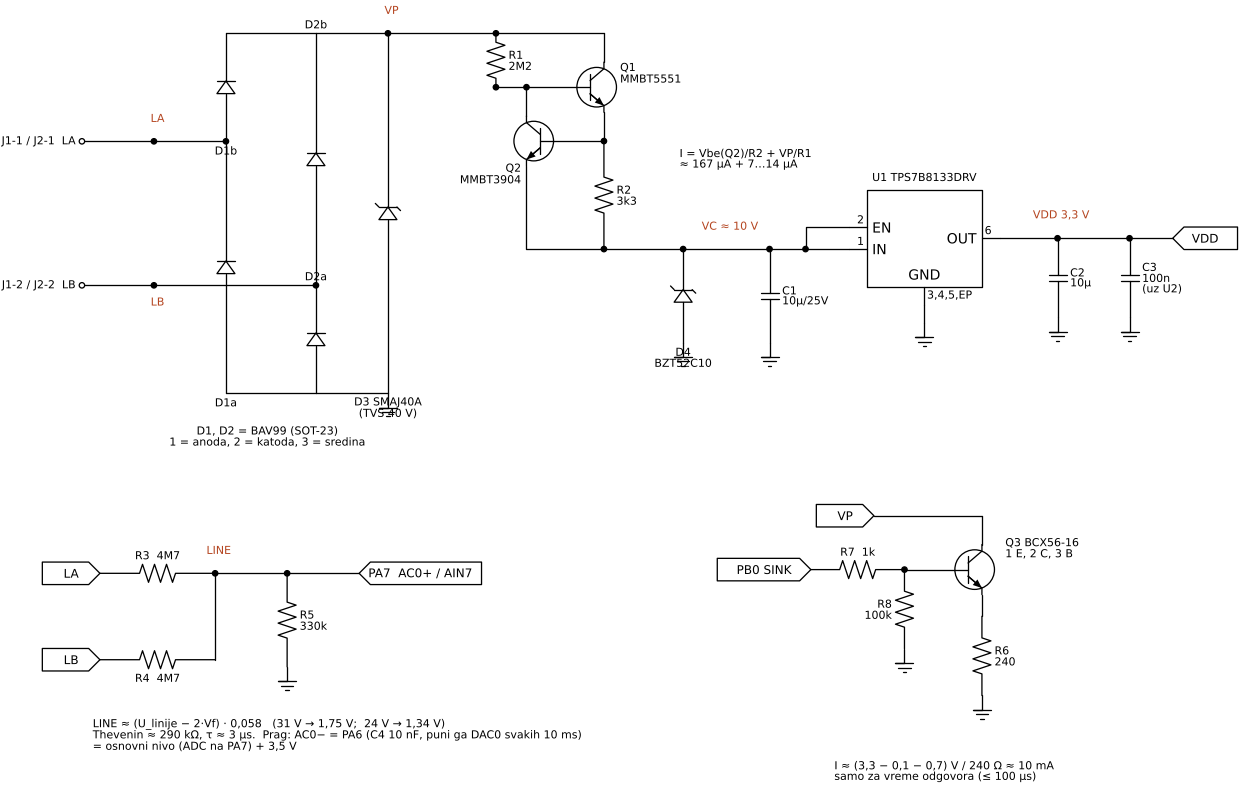 VP
D2b
R1
2M2
Q1
MMBT5551
LA
J1-1 / J2-1 LA
D1b
Q2
MMBT3904
I = Vbe(Q2)/R2 + VP/R1
≈ 167 µA + 7...14 µA
R2
3k3
U1 TPS7B8133DRV
VC ≈ 10 V
2
EN
1
IN
OUT
6
GND
3,4,5,EP
VDD 3,3 V
VDD
C2
10µ
C3
100n
(uz U2)
C1
10µ/25V
D4
BZT52C10
J1-2 / J2-2 LB
D2a
LB
D1a
D3 SMAJ40A
(TVS 40 V)
D1, D2 = BAV99 (SOT-23)
1 = anoda, 2 = katoda, 3 = sredina
LA
R3 4M7
LINE
PA7 AC0+ / AIN7
R5
330k
LB
R4 4M7
LINE ≈ (U_linije − 2·Vf) · 0,058 (31 V → 1,75 V; 24 V → 1,34 V)
Thevenin ≈ 290 kΩ, τ ≈ 3 µs. Prag: AC0− = PA6 (C4 10 nF, puni ga DAC0 svakih 10 ms)
= osnovni nivo (ADC na PA7) + 3,5 V
VP
Q3 BCX56-16
1 E, 2 C, 3 B
PB0 SINK
R7 1k
R8
100k
R6
240
I ≈ (3,3 − 0,1 − 0,7) V / 240 Ω ≈ 10 mA
samo za vreme odgovora (≤ 100 µs)